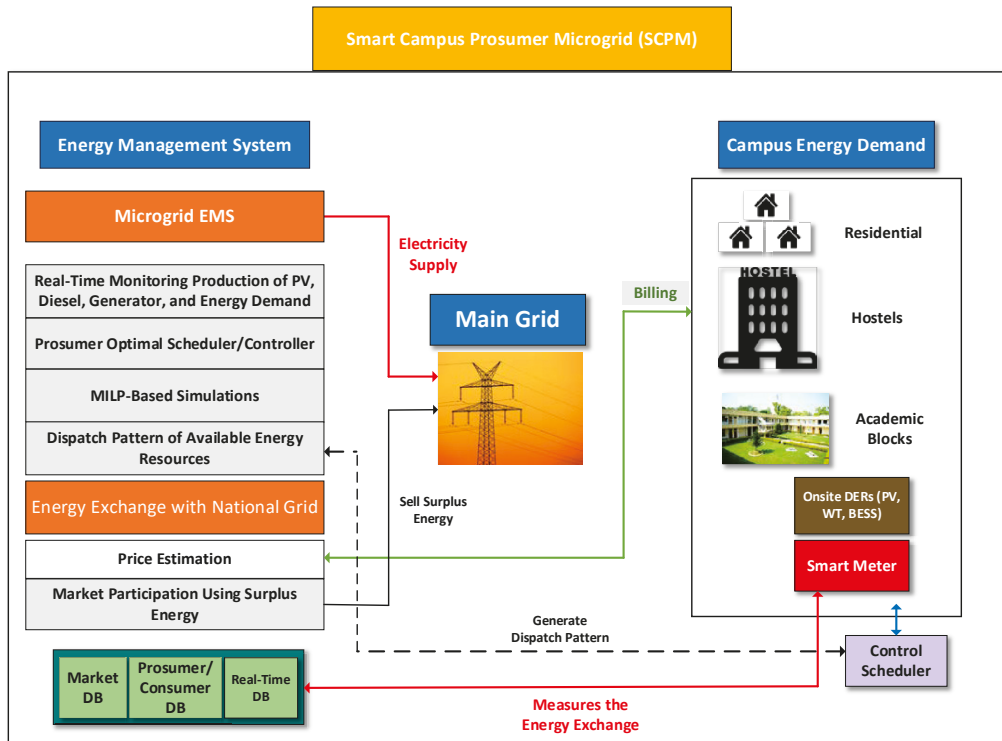 Smart Campus Prosumer Microgrid (SCPM)
Energy Management System
Campus Energy Demand
Microgrid EMS
Real-Time Monitoring Production of PV,
Diesel, Generator, and Energy Demand
Prosumer Optimal Scheduler/Controller
MILP-Based Simulations
Dispatch Pattern of Available Energy
Resources
Energy Exchange with National Grid
Price Estimation
Market Participation Using Surplus
Energy
Market
DB
Prosumer/
Consumer
DB
Real-Time
DB
Electricity
Supply
Main Grid
Sell Surplus
Energy
Billing
Generate
Dispatch Pattern
Measures the
Energy Exchange
Residential
HOSTEL
Hostels
Academic
Blocks
Onsite DERs (PV,
WT, BESS)
Smart Meter
Control
Scheduler